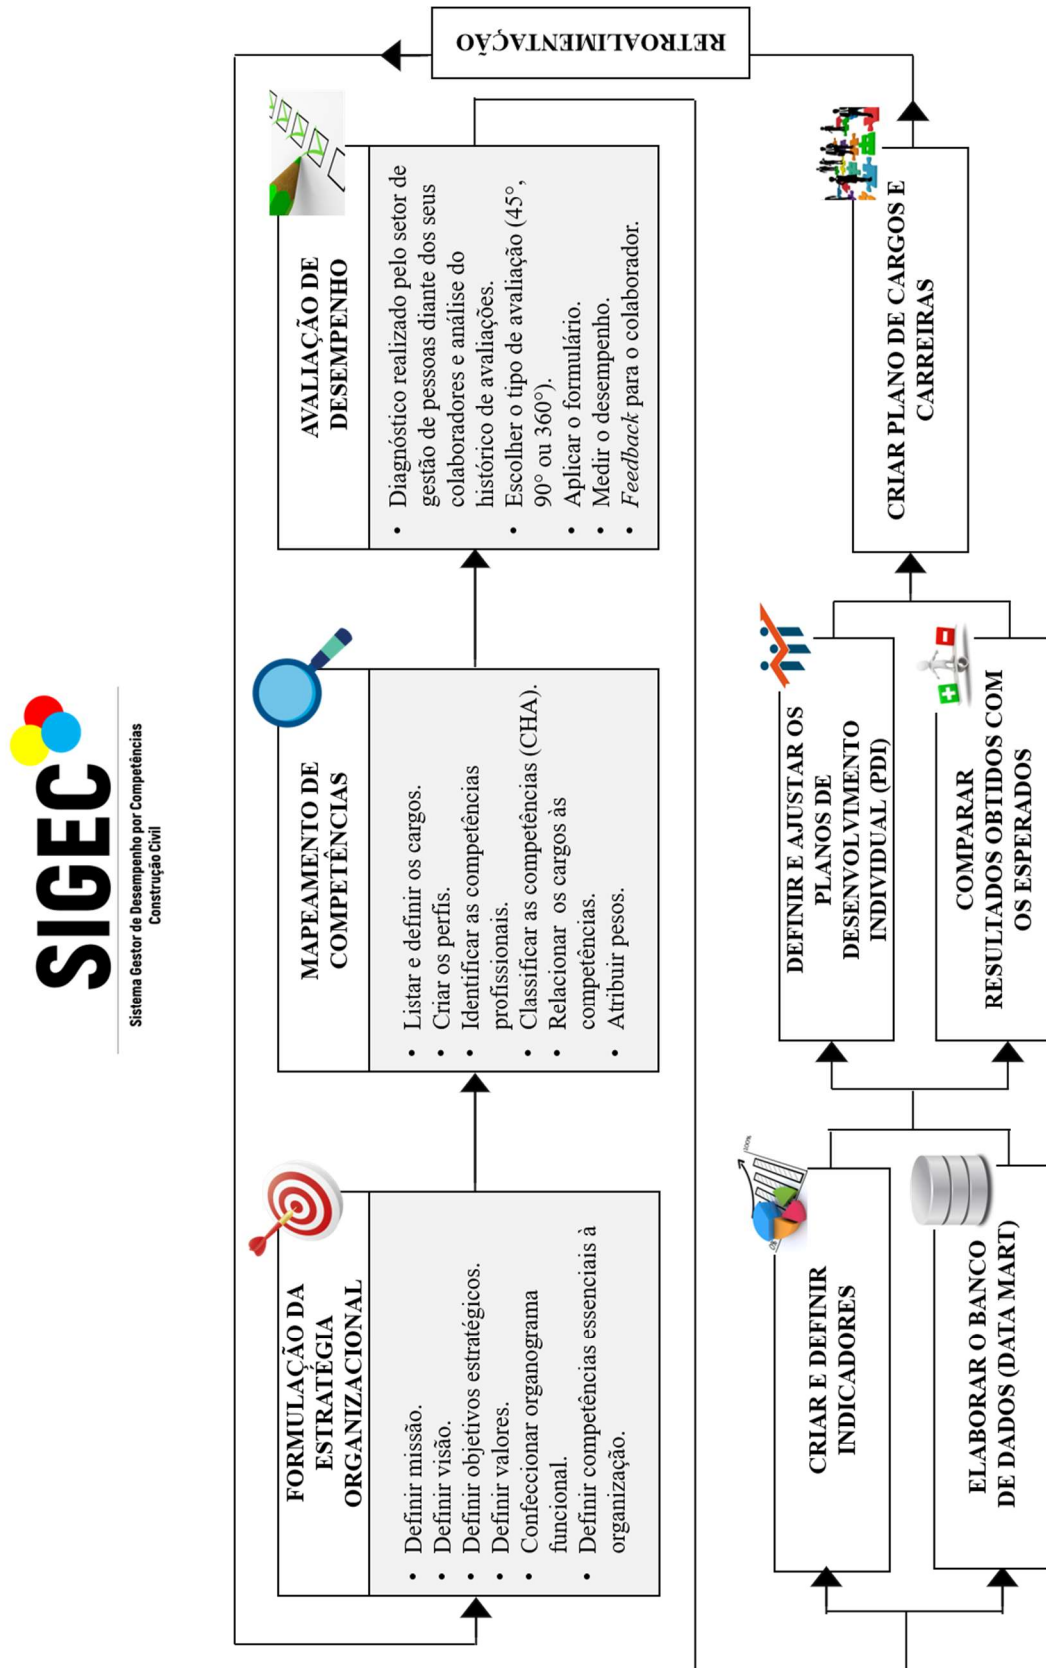 SIGEC
Sistema Gestor de Desempenho por Competências
Construção Civil
FORMULAÇÃO DA
ESTRATÉGIA
ORGANIZACIONAL
• Definir missão.
• Definir visão.
• Definir objetivos estratégicos.
• Definir valores.
• Confeccionar organograma
funcional.
• Definir competências essenciais à
organização.
MAPEAMENTO DE
COMPETÊNCIAS
• Listar e definir os cargos.
• Criar os perfis.
• Identificar as competências
profissionais.
• Classificar as competências (CHA).
• Relacionar os cargos às
competências.
• Atribuir pesos.
AVALIAÇÃO DE
DESEMPENHO
• Diagnóstico realizado pelo setor de
gestão de pessoas diante dos seus
colaboradores e análise do
histórico de avaliações.
• Escolher o tipo de avaliação (45°,
90° ou 360°).
• Aplicar o formulário.
• Medir o desempenho.
• Feedback para o colaborador.
RETROALIMENTAÇÃO
CRIAR E DEFINIR
INDICADORES
ELABORAR O BANCO
DE DADOS (DATA MART)
DEFINIR E AJUSTAR OS
PLANOS DE
DESENVOLVIMENTO
INDIVIDUAL (PDI)
COMPARAR
RESULTADOS OBTIDOS COM
OS ESPERADOS
CRIAR PLANO DE CARGOS E
CARREIRAS